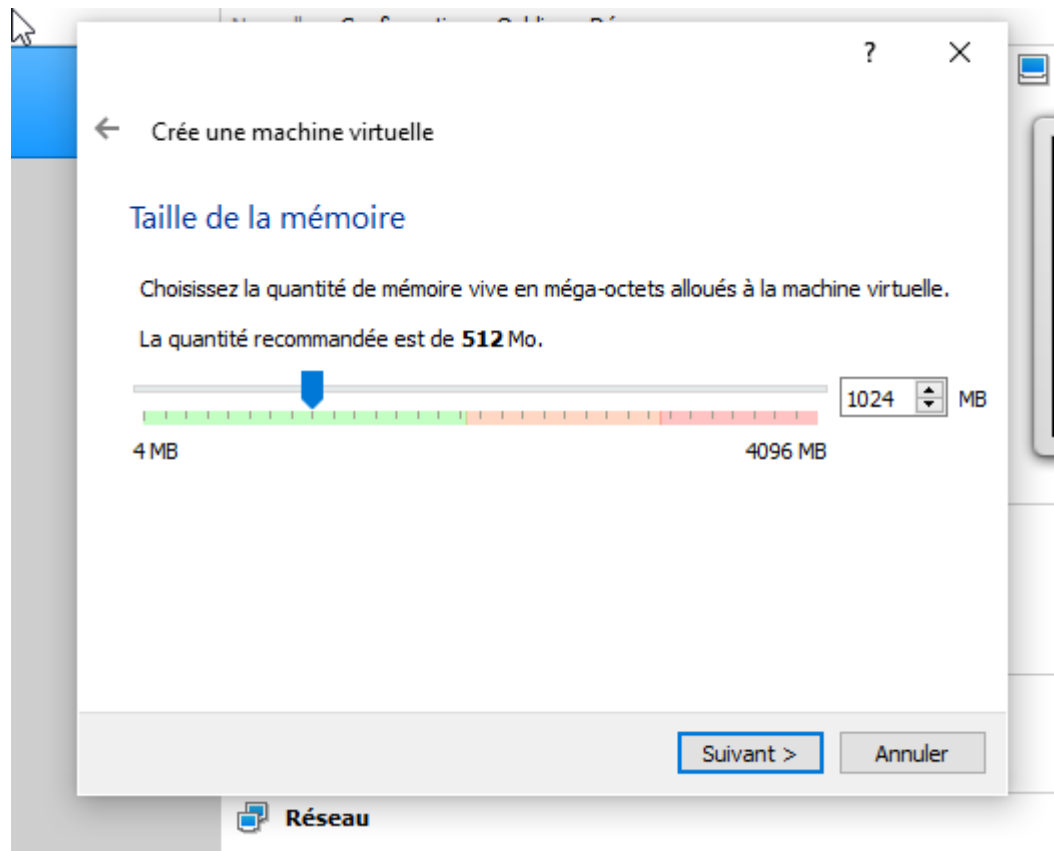 ?
Crée une machine virtuelle
Taille de la mémoire
Choisissez la quantité de mémoire vive en méga-octets alloués à la machine virtuelle.
La quantité recommandée est de 512 Mo.
1024 MB
4 MB 4096 MB
Suivant > Annuler
Réseau